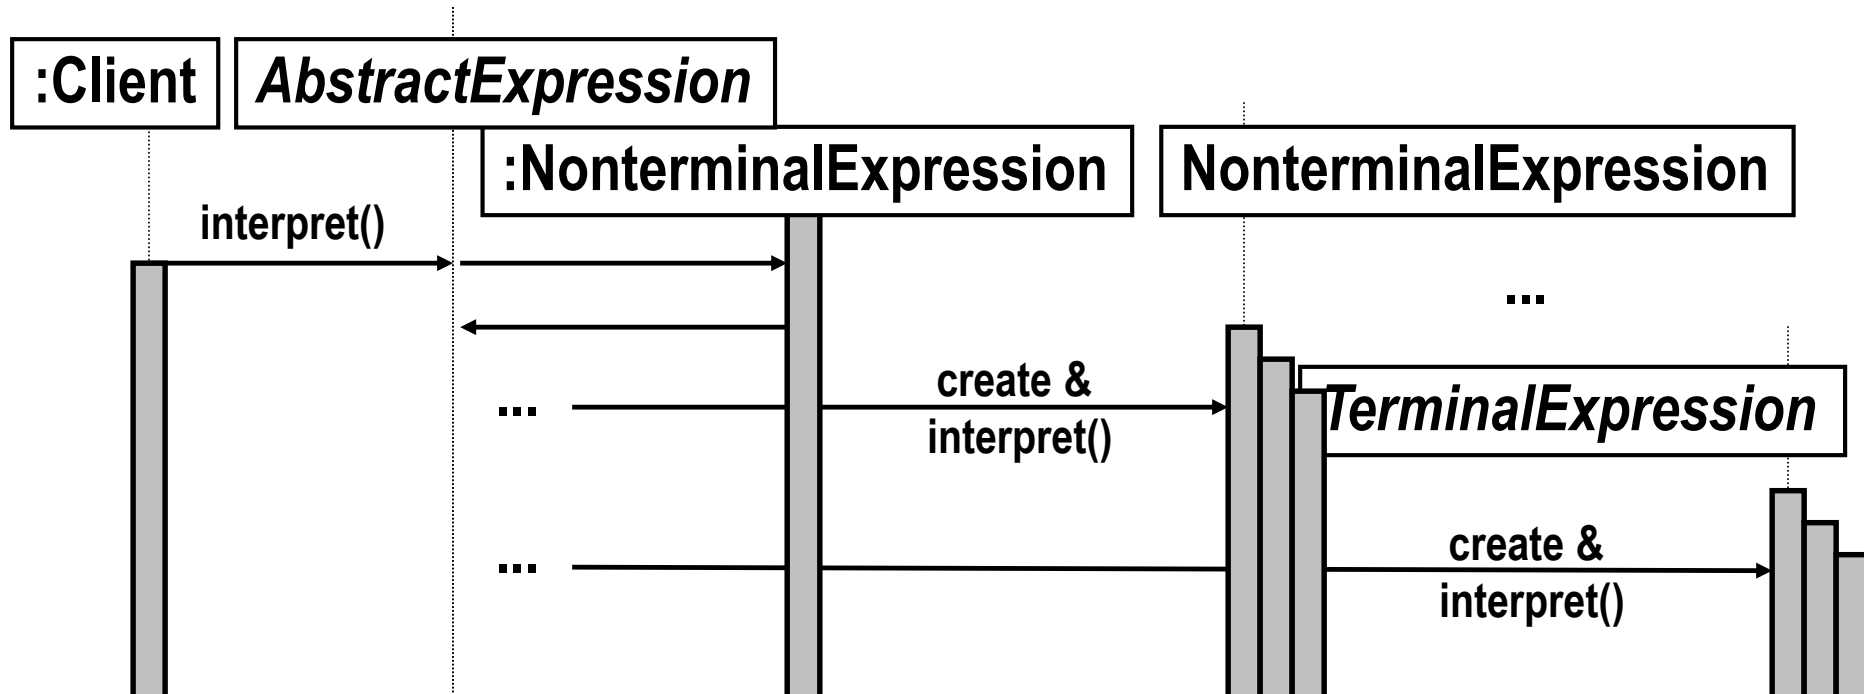 :Client
AbstractExpression
:NonterminalExpression
NonterminalExpression
interpret()
...
create &
interpret()
...
TerminalExpression
...
create &
interpret()